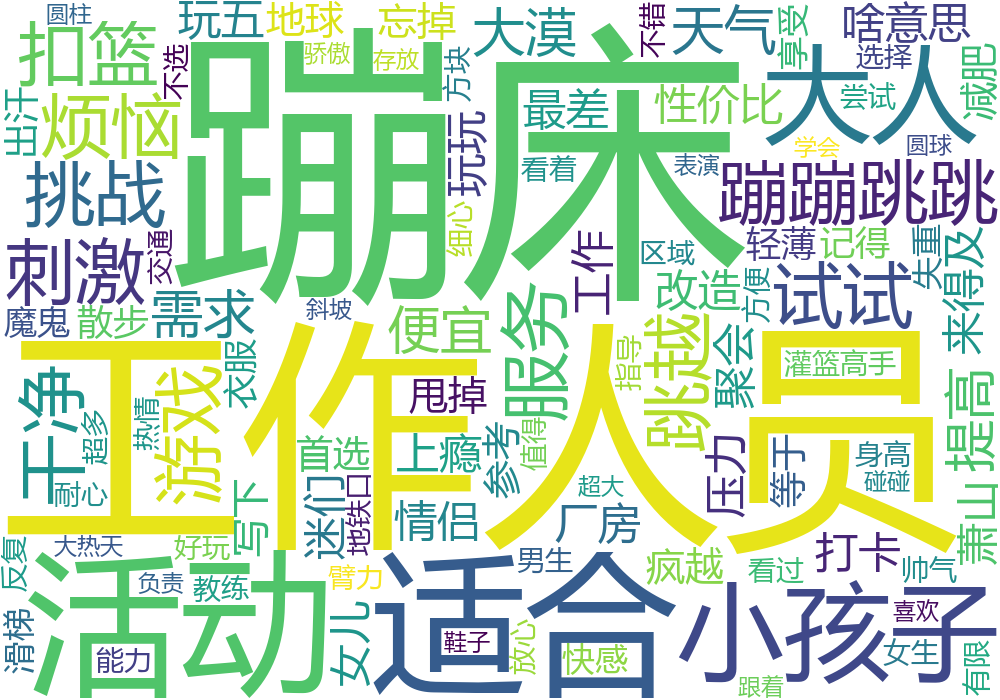 圆柱
玩五
地球
忘掉
大漠
不错
天气
享受
啥意思
扣篮
不选
骄傲
存放
方块
选择
减肥
出汗
烦恼
蹦床
最差
性价比
大人
尝试
玩玩
看着
表演
学会
圆球
挑战
蹦蹦跳跳
细心
刺激
交通
工作
区域
轻薄
记得
失重
来得及
魔鬼
散步
需求
斜坡
便宜
服务
改造
方便
试试
工作人员
衣服
指导
跳越
聚会
灌篮高手
干净
超多
热情
游戏
甩掉
提高
耐心
首选
上瘾
参考
值得
压力
等于
身高
碰碰
写下
迷们
地铁口
情侣
超大
厂房
萧山
反复
大热天
好玩
男生
疯越
打卡
看过
帅气
活动
负责
教练
臂力
适合
小孩子
喜欢
滑梯
能力
女儿
鞋子
放心
快感
女生
有限
跟着